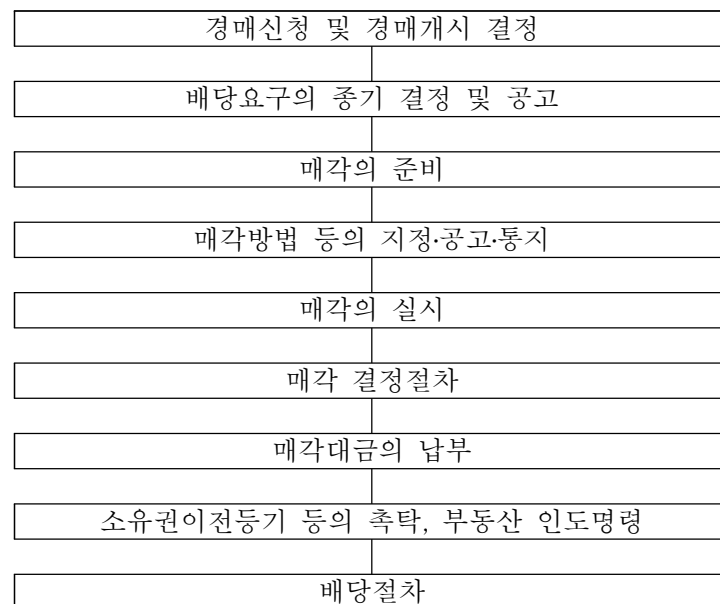 경매신청 및 경매개시 결정
배당요구의 종기 결정 및 공고
매각의 준비
매각방법 등의 지정·공고·통지
매각의 실시
매각 결정절차
매각대금의 납부
소유권이전등기 등의 촉탁, 부동산 인도명령
배당절차